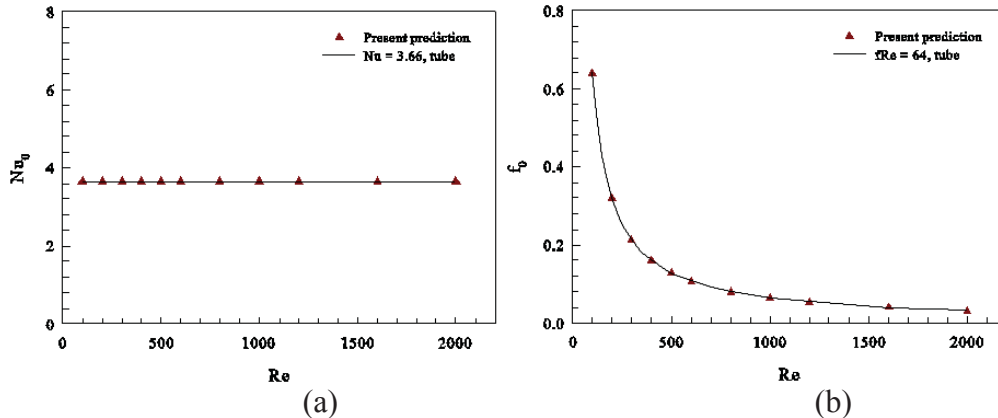 8
6
4
2
0
Nu0
Present prediction
Nu = 3.66, tube
0
500
1000
1500
2000
Re
(a)
0.8
0.6
0.4
0.2
0.0
f0
Present prediction
fRe = 64, tube
0
500
1000
1500
2000
Re
(b)